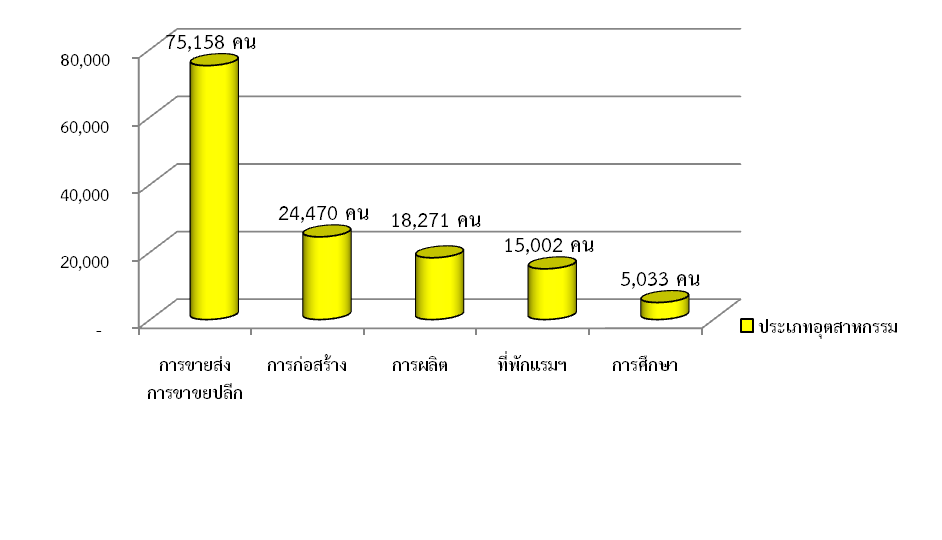 75,158 คน
80,000
60,000
40,000
24,470 คน
18,271 คน
15,002 คน
20,000
5,033 คน
-
ประเภทอุตสาหกรรม
การขายส่ง การก่อสร้าง การผลิต ที่พักแรมฯ การศึกษา
การขาขยปลีก